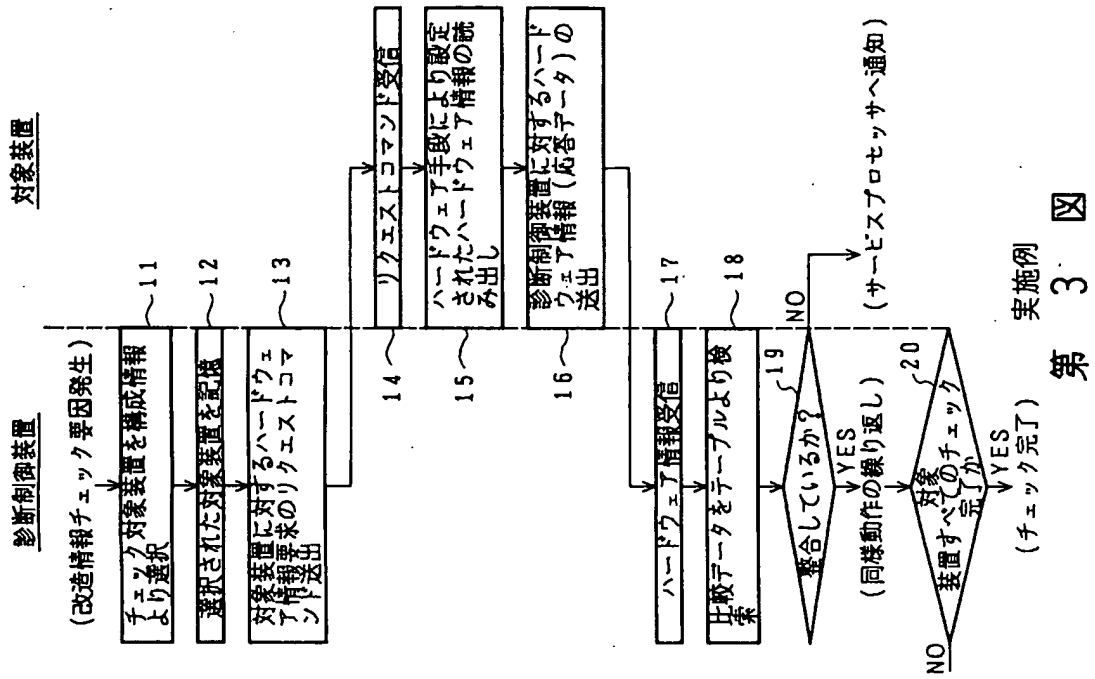 診断制御装置
対象装置
(改造情報チェック要因発生)
チェック対象装置を構成情報
より選択
11
選択された対象装置を記憶
12
対象装置に対するハードウェ
ア情報要求のリクエストコマ
ンド送出
13
リクエストコマンド受信
14
ハードウェア手段により設定
されたハードウェア情報の読
み出し
15
診断制御装置に対するハード
ウェア情報(応答データ)の
送出
16
ハードウェア情報受信
17
比較データをテーブルより検
索
18
整合しているか?
19
NO
(サービスプロセッサへ通知)
YES
(同様動作の繰り返し)
対象
装置すべてのチェック
完了か
20
NO
YES
(チェック完了)
実施例
第 3 図